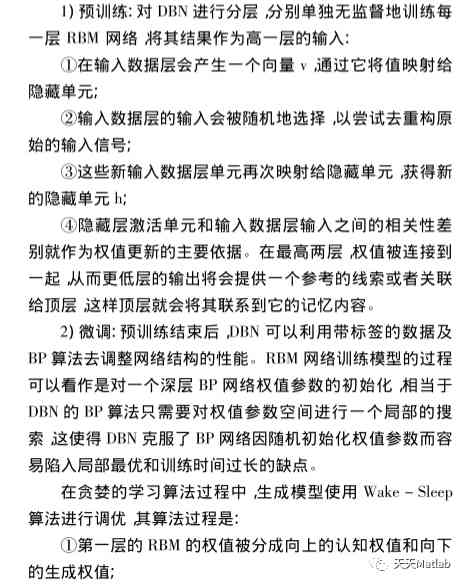 1) 预训练: 对 DBN 进行分层 ,分别单独无监督地训练每
一层 RBM 网络 ,将其结果作为高一层的输入:
①在输入数据层会产生一个向量 v ,通过它将值映射给
隐藏单元;
②输入数据层的输入会被随机地选择 ,以尝试去重构原
始的输入信号;
③这些新输入数据层单元再次映射给隐藏单元 ,获得新
的隐藏单元 h;
④隐藏层激活单元和输入数据层输入之间的相关性差
别就作为权值更新的主要依据。在最高两层 ,权值被连接到
一起 ,从而更低层的输出将会提供一个参考的线索或者关联
给顶层 ,这样顶层就会将其联系到它的记忆内容。
2) 微调: 预训练结束后 ,DBN 可以利用带标签的数据及
BP 算法去调整网络结构的性能。RBM 网络训练模型的过程
可以看作是对一个深层 BP 网络权值参数的初始化 ,相当于
DBN 的 BP 算法只需要对权值参数空间进行一个局部的搜
索 ,这使得 DBN 克服了 BP 网络因随机初始化权值参数而容
易陷入局部最优和训练时间过长的缺点。
在贪婪的学习算法过程中 ,生成模型使用 Wake - Sleep
算法进行调优 ,其算法过程是:
①第一层的 RBM 的权值被分成向上的认知权值和向下
的生成权值;
天天Matlab